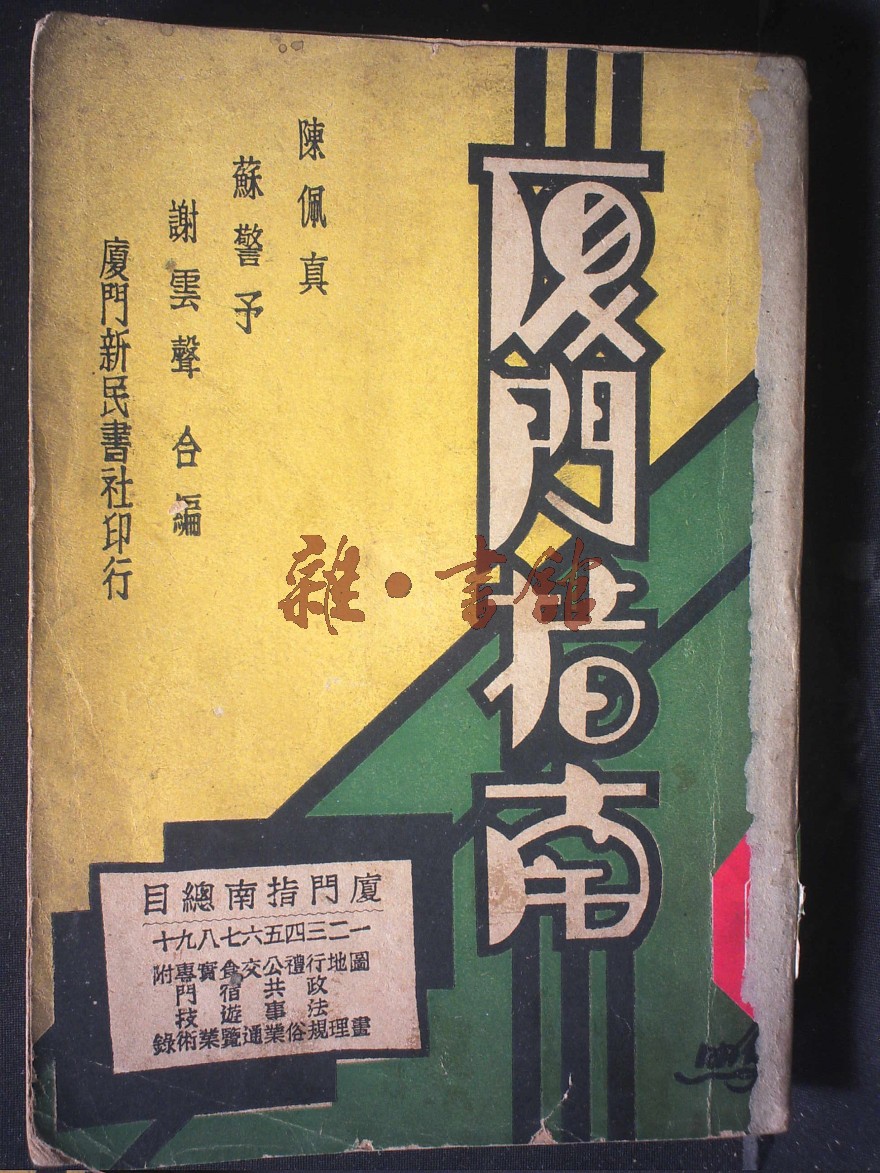 廈門指南
陳佩真
蘇警予
謝雲聲 合編
廈門新民書社印行
雜·書館
廈門指南總目
一 圖畫
二 地理
三 行政法規
四 禮俗
五 公共事業
六 交通
七 食宿遊覽
八 實業
九 專門技術
十 附錄